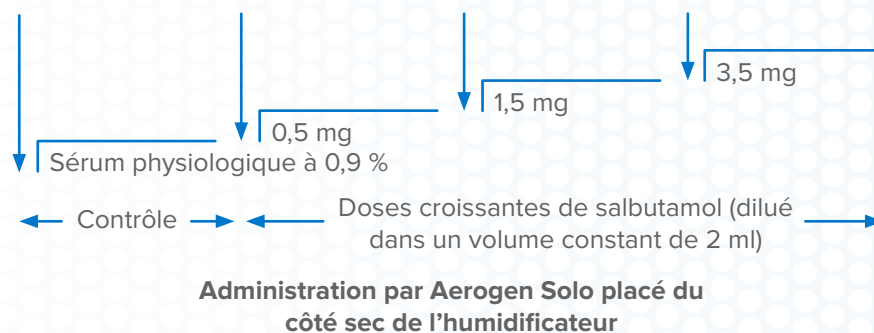 3,5 mg
1,5 mg
0,5 mg
Sérum physiologique à 0,9 %
Contrôle
Doses croissantes de salbutamol (dilué
dans un volume constant de 2 ml)
Administration par Aerogen Solo placé du
côté sec de l’humidificateur